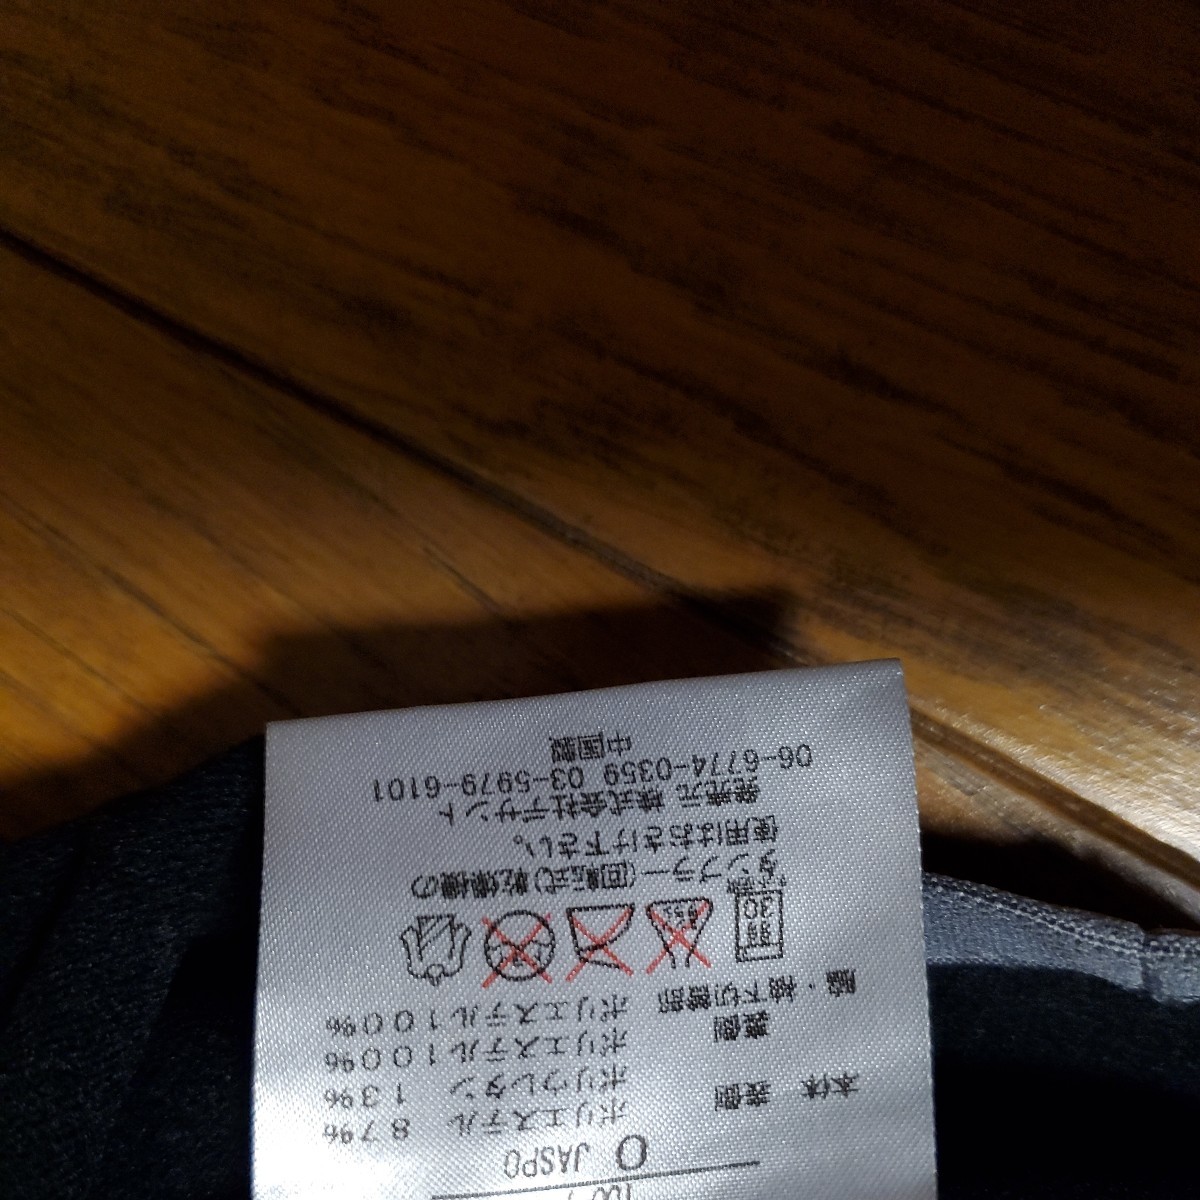 O JASPO
本体 表側 ポリエステル 87%
ポリウレタン 13%
裏側 ポリエステル100%
脇・袖下切替部 ポリエステル100%
タンブラー(回転式)乾燥機の
使用はおさけ下さい。
発売元 株式会社デサント
06-6774-0359 03-5979-6101
中国製